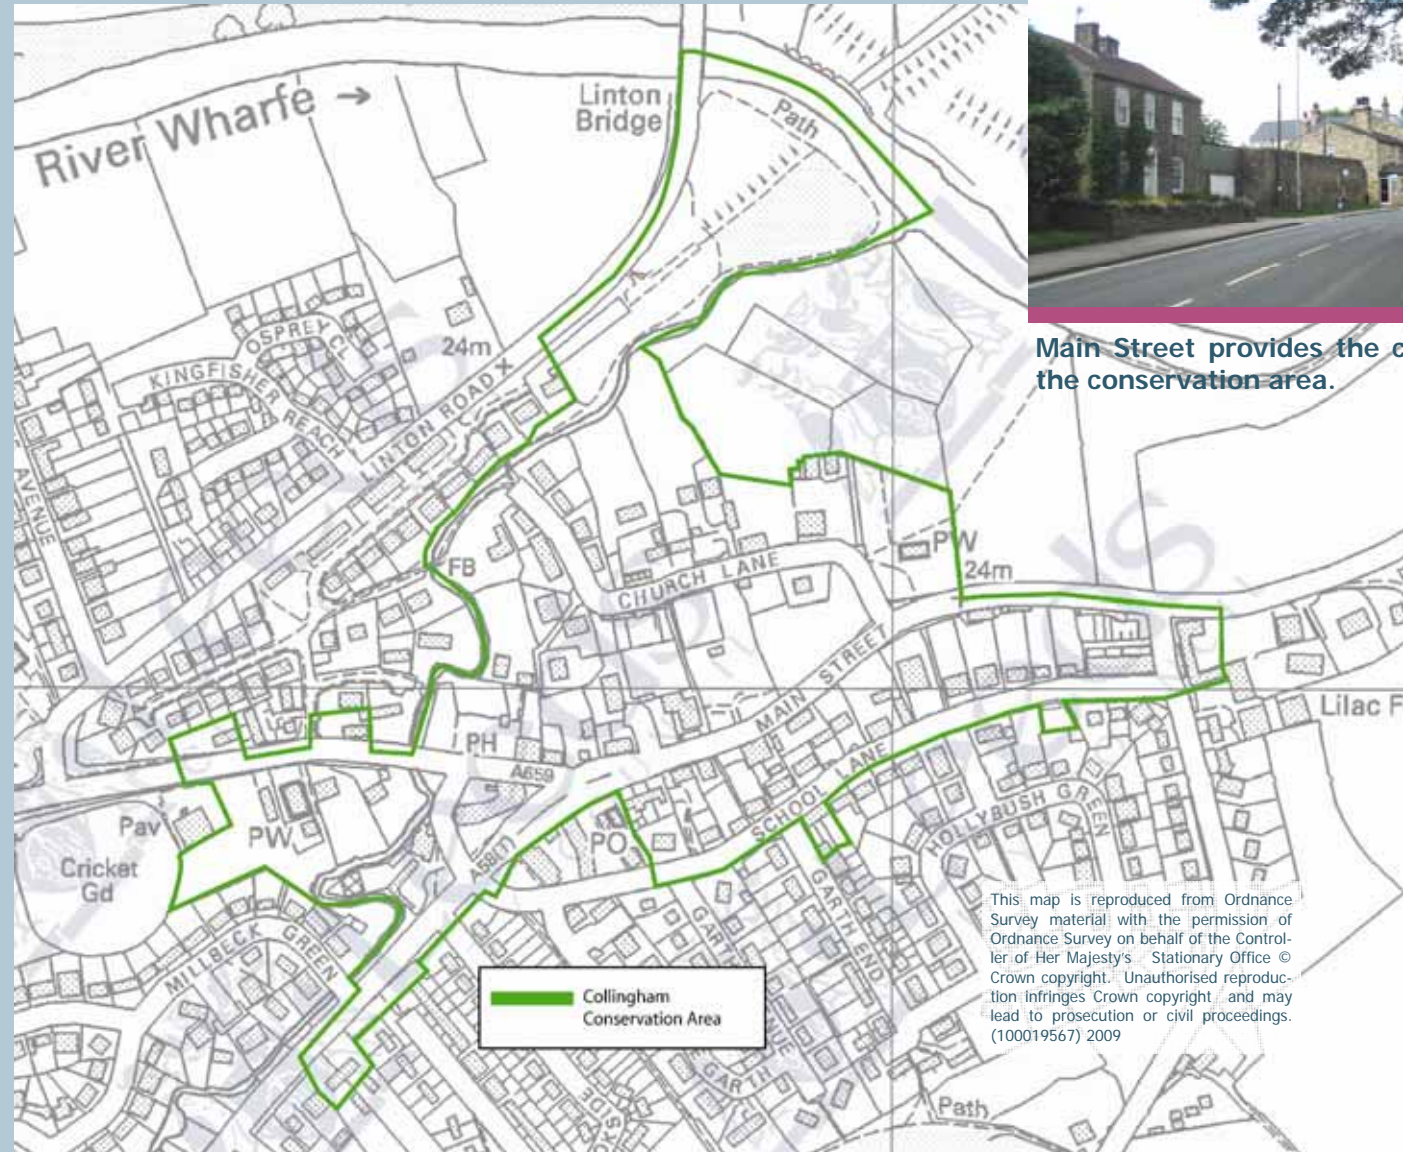 River Wharfe →
Linton
Bridge
Path
Main Street provides the
the conservation area.
OSPREY CL
KINGFISHER REACH
24m
LINTON ROAD
AVENUE
FB
CHURCH LANE
PW
24m
MAIN STREET
Lilac F
PH
A659
SCHOOL LANE
HOLLYBUSH GREEN
Pav
PW
PO
Cricket
Gd
GARTH END
MILLBECK GREEN
GARTH
Path
Collingham
Conservation Area
This map is reproduced from Ordnance
Survey material with the permission of
Ordnance Survey on behalf of the Control-
ler of Her Majesty's Stationary Office ©
Crown copyright. Unauthorised reproduc-
tion infringes Crown copyright and may
lead to prosecution or civil proceedings.
(100019567) 2009